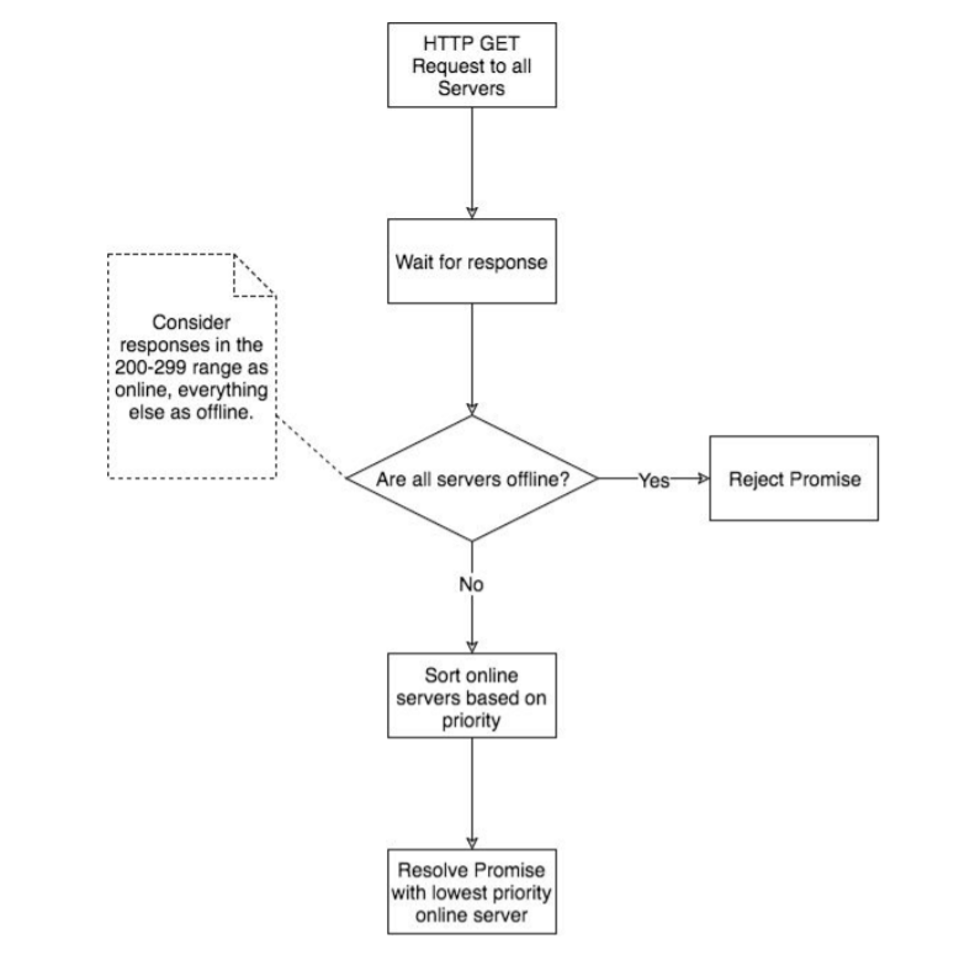 HTTP GET
Request to all
Servers
Wait for response
Consider
responses in the
200-299 range as
online, everything
else as offline.
Are all servers offline?
Yes
Reject Promise
No
Sort online
servers based on
priority
Resolve Promise
with lowest priority
online server